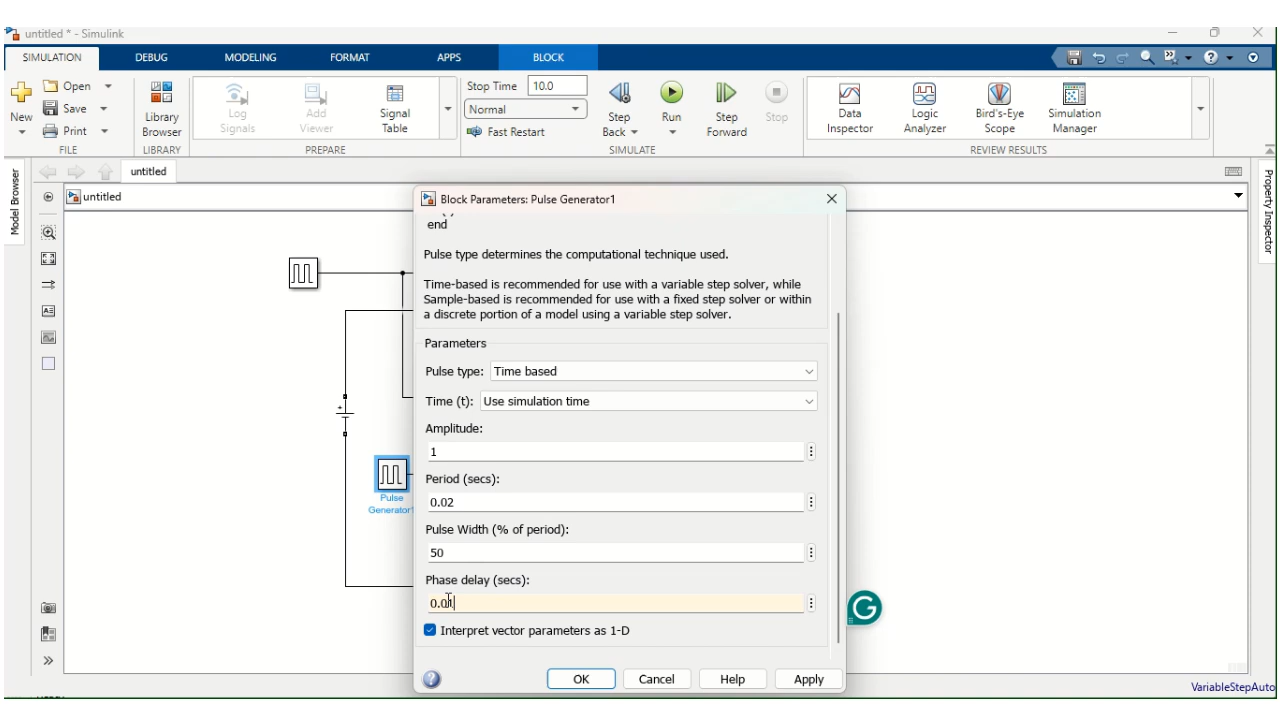 untitled * - Simulink
SIMULATION DEBUG MODELING FORMAT APPS BLOCK
New
Open
Save
Print
FILE
Library Browser
LIBRARY
Log Signals
Add Viewer
Signal Table
PREPARE
Stop Time 10.0
Normal
Fast Restart
Step Back
Run
Step Forward
Stop
SIMULATE
Data Inspector
Logic Analyzer
Bird's-Eye Scope
Simulation Manager
REVIEW RESULTS
Model Browser
untitled
untitled
Property Inspector
Pulse
Generator1
Block Parameters: Pulse Generator1
end
Pulse type determines the computational technique used.
Time-based is recommended for use with a variable step solver, while
Sample-based is recommended for use with a fixed step solver or within
a discrete portion of a model using a variable step solver.
Parameters
Pulse type: Time based
Time (t): Use simulation time
Amplitude:
1
Period (secs):
0.02
Pulse Width (% of period):
50
Phase delay (secs):
0.01
Interpret vector parameters as 1-D
OK Cancel Help Apply
VariableStepAuto